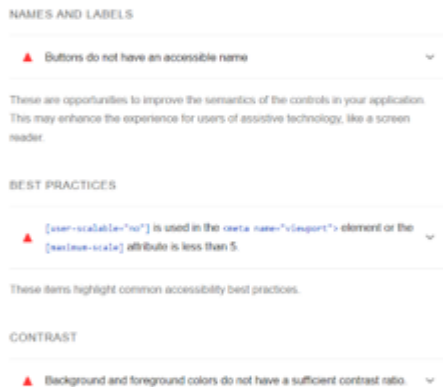 NAMES AND LABELS
Buttons do not have an accessible name
These are opportunities to improve the semantics of the controls in your application.
This may enhance the experience for users of assistive technology, like a screen
reader.
BEST PRACTICES
[user-scalable="no"] is used in the <meta name="viewport"> element or the
[maximum-scale] attribute is less than 5.
These items highlight common accessibility best practices.
CONTRAST
Background and foreground colors do not have a sufficient contrast ratio.